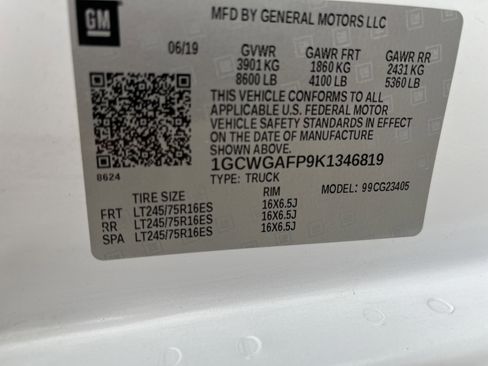 GM
MFD BY GENERAL MOTORS LLC
06/19 GVWR GAWR FRT GAWR RR
3901 KG 1860 KG 2431 KG
8600 LB 4100 LB 5360 LB
THIS VEHICLE CONFORMS TO ALL
APPLICABLE U.S. FEDERAL MOTOR
VEHICLE SAFETY STANDARDS IN EFFECT
ON THE DATE OF MANUFACTURE
SHOWN ABOVE.
1GCWGAFP9K1346819
8624
TYPE: TRUCK
MODEL: 99CG23405
TIRE SIZE RIM
FRT LT245/75R16ES 16X6.5J
RR LT245/75R16ES 16X6.5J
SPA LT245/75R16ES 16X6.5J